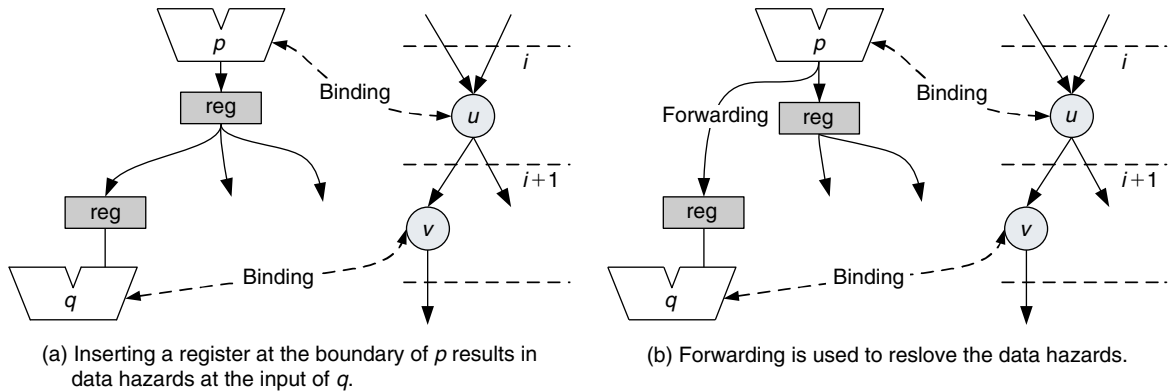 p
Binding
reg
reg
q
Binding
i
u
i+1
v
(a) Inserting a register at the boundary of p results in
data hazards at the input of q.
p
Binding
Forwarding
reg
reg
q
Binding
i
u
i+1
v
(b) Forwarding is used to reslove the data hazards.